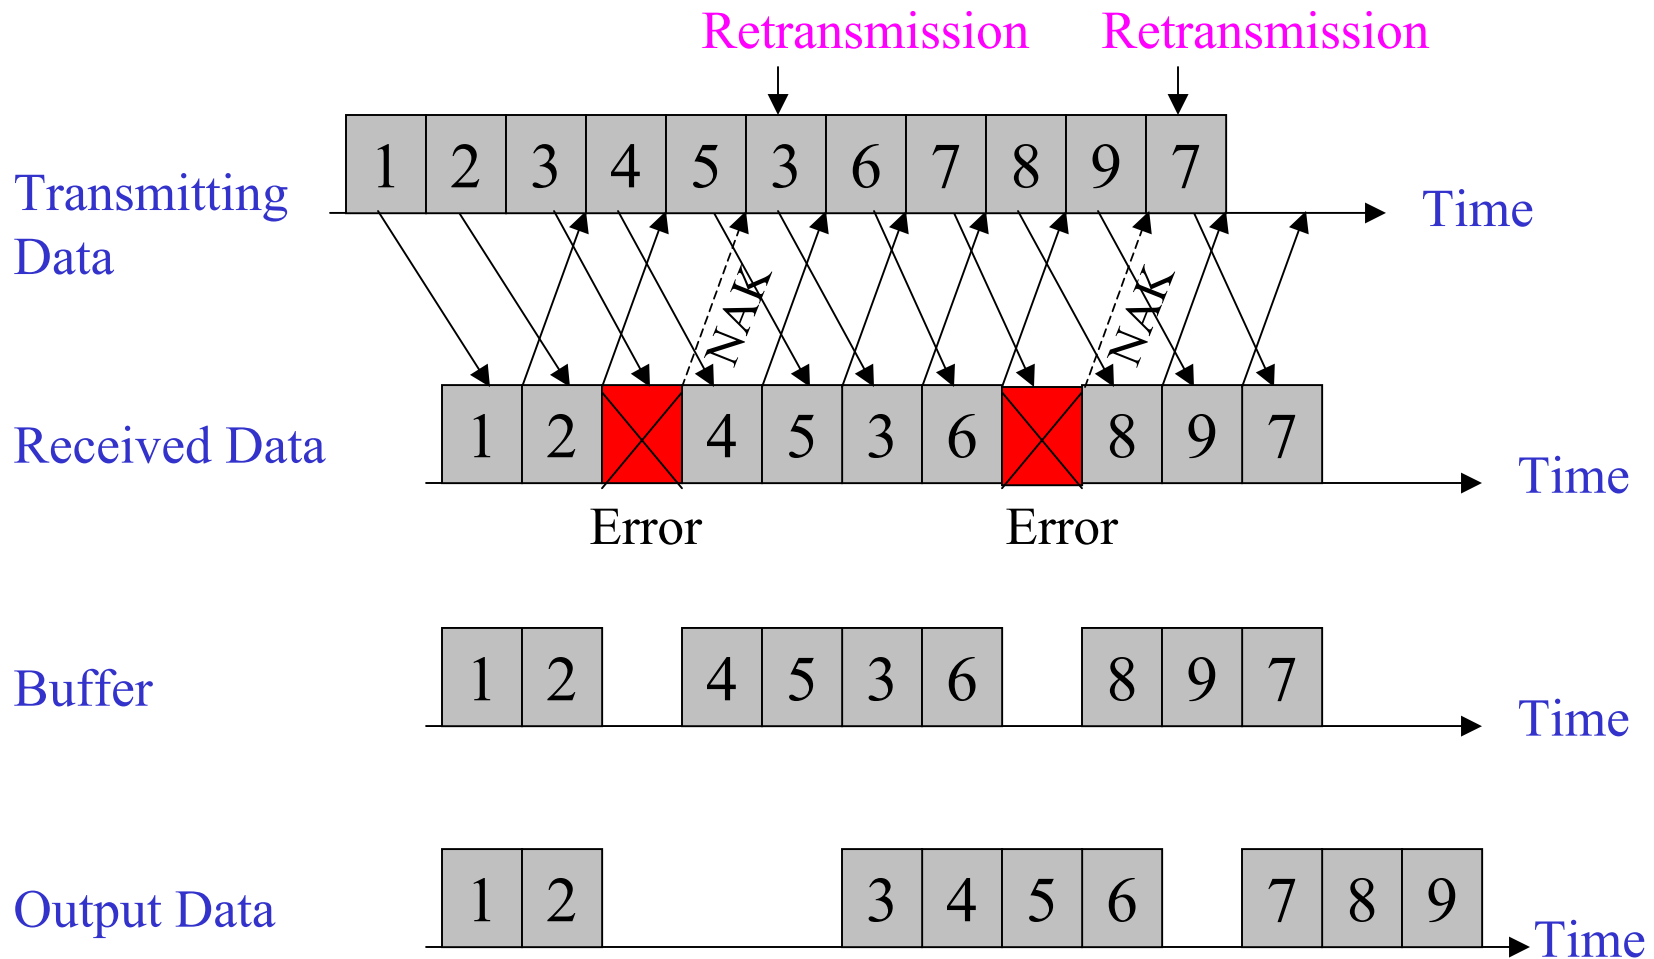 Retransmission Retransmission
1 2 3 4 5 3 6 7 8 9 7
Transmitting
Data
Time
NAK NAK
Received Data
1 2 4 5 3 6 8 9 7
Time
Error Error
Buffer
1 2 4 5 3 6 8 9 7
Time
Output Data
1 2 3 4 5 6 7 8 9
Time